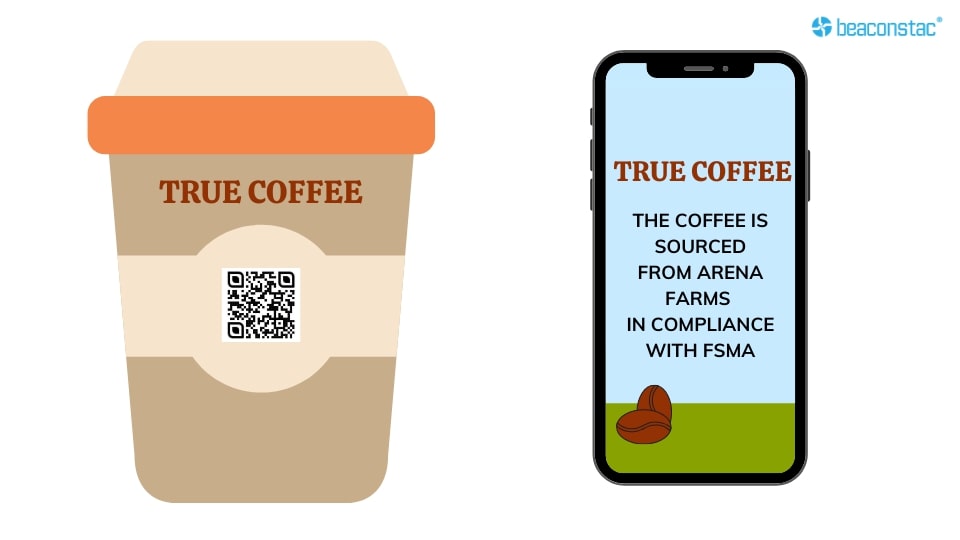 beaconstac®
TRUE COFFEE
TRUE COFFEE
THE COFFEE IS
SOURCED
FROM ARENA
FARMS
IN COMPLIANCE
WITH FSMA